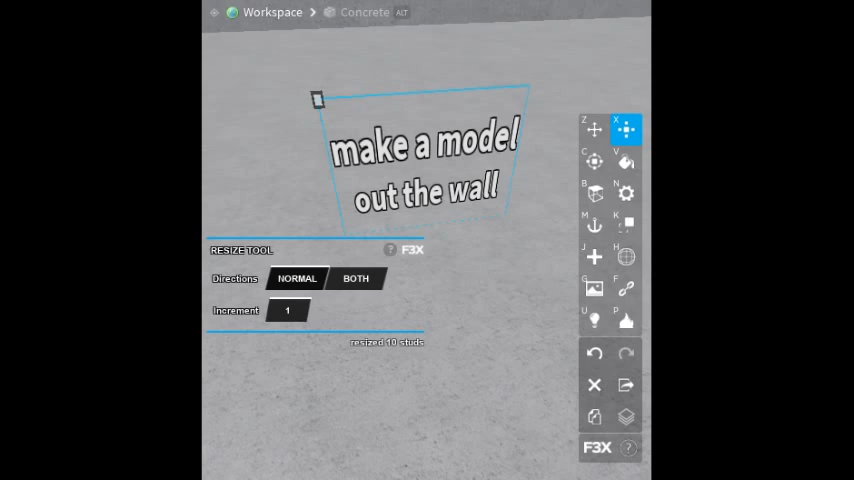 Workspace > Concrete ALT
make a model
out the wall
RESIZE TOOL ? F3X
Directions NORMAL BOTH
Increment 1
resized 10 studs
Z X
C V
B N
M K
J H
G F
U P
F3X ?